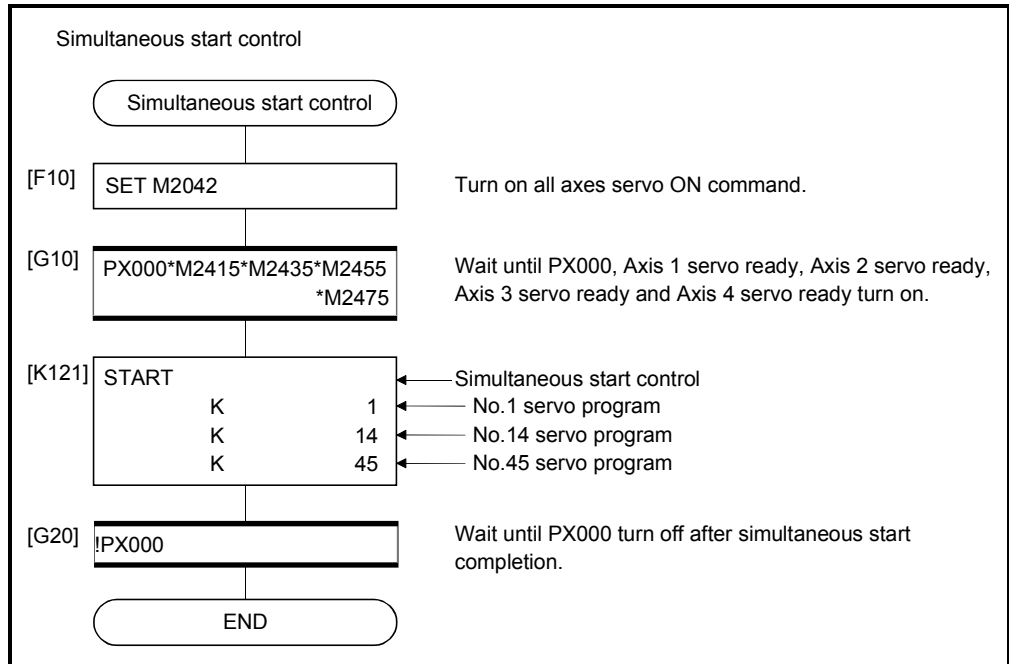 Simultaneous start control
Simultaneous start control
[F10] SET M2042 Turn on all axes servo ON command.
[G10] PX000*M2415*M2435*M2455 Wait until PX000, Axis 1 servo ready, Axis 2 servo ready,
*M2475 Axis 3 servo ready and Axis 4 servo ready turn on.
[K121] START Simultaneous start control
K 1 No.1 servo program
K 14 No.14 servo program
K 45 No.45 servo program
[G20] !PX000 Wait until PX000 turn off after simultaneous start
completion.
END